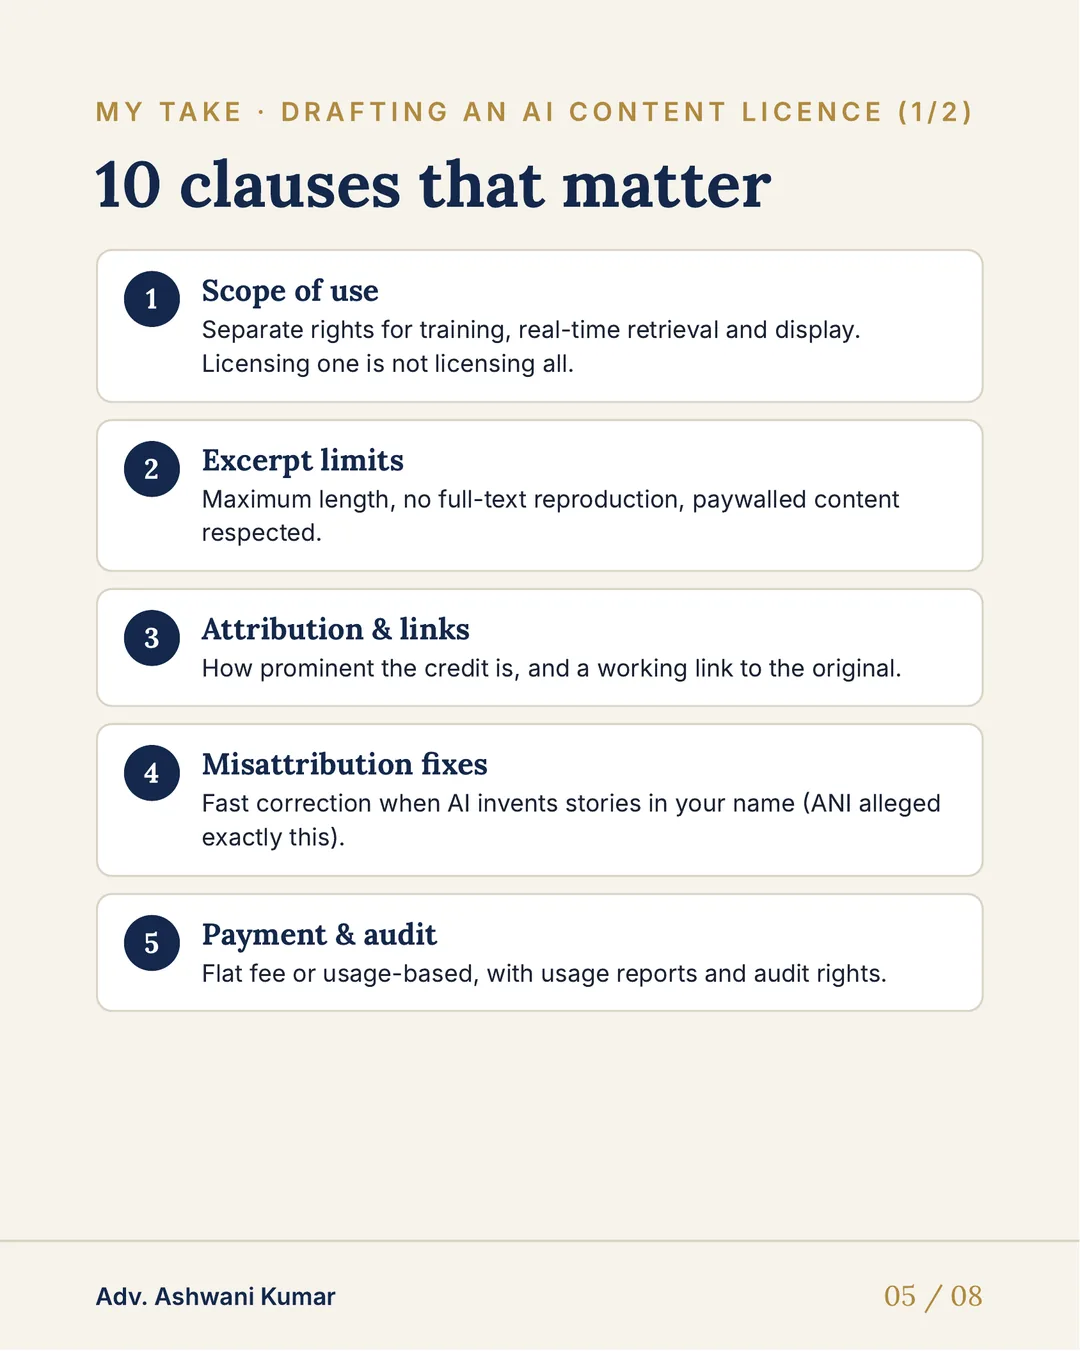 MY TAKE · DRAFTING AN AI CONTENT LICENCE (1/2)
10 clauses that matter
1
Scope of use
Separate rights for training, real-time retrieval and display.
Licensing one is not licensing all.
2
Excerpt limits
Maximum length, no full-text reproduction, paywalled content
respected.
3
Attribution & links
How prominent the credit is, and a working link to the original.
4
Misattribution fixes
Fast correction when AI invents stories in your name (ANI alleged
exactly this).
5
Payment & audit
Flat fee or usage-based, with usage reports and audit rights.
Adv. Ashwani Kumar
05 / 08